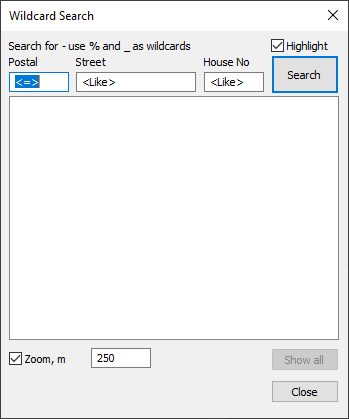 Wildcard Search
Search for - use % and _ as wildcards
Highlight
Postal Street House No
<=> <Like> <Like> Search
Zoom, m 250 Show all
Close